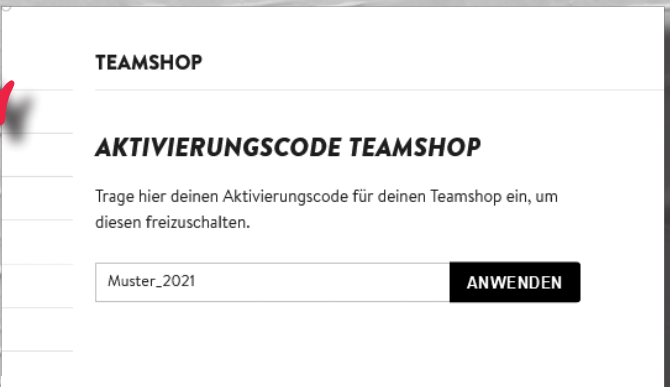 TEAMSHOP
AKTIVIERUNGSCODE TEAMSHOP
Trage hier deinen Aktivierungscode für deinen Teamshop ein, um
diesen freizuschalten.
Muster_2021
ANWENDEN